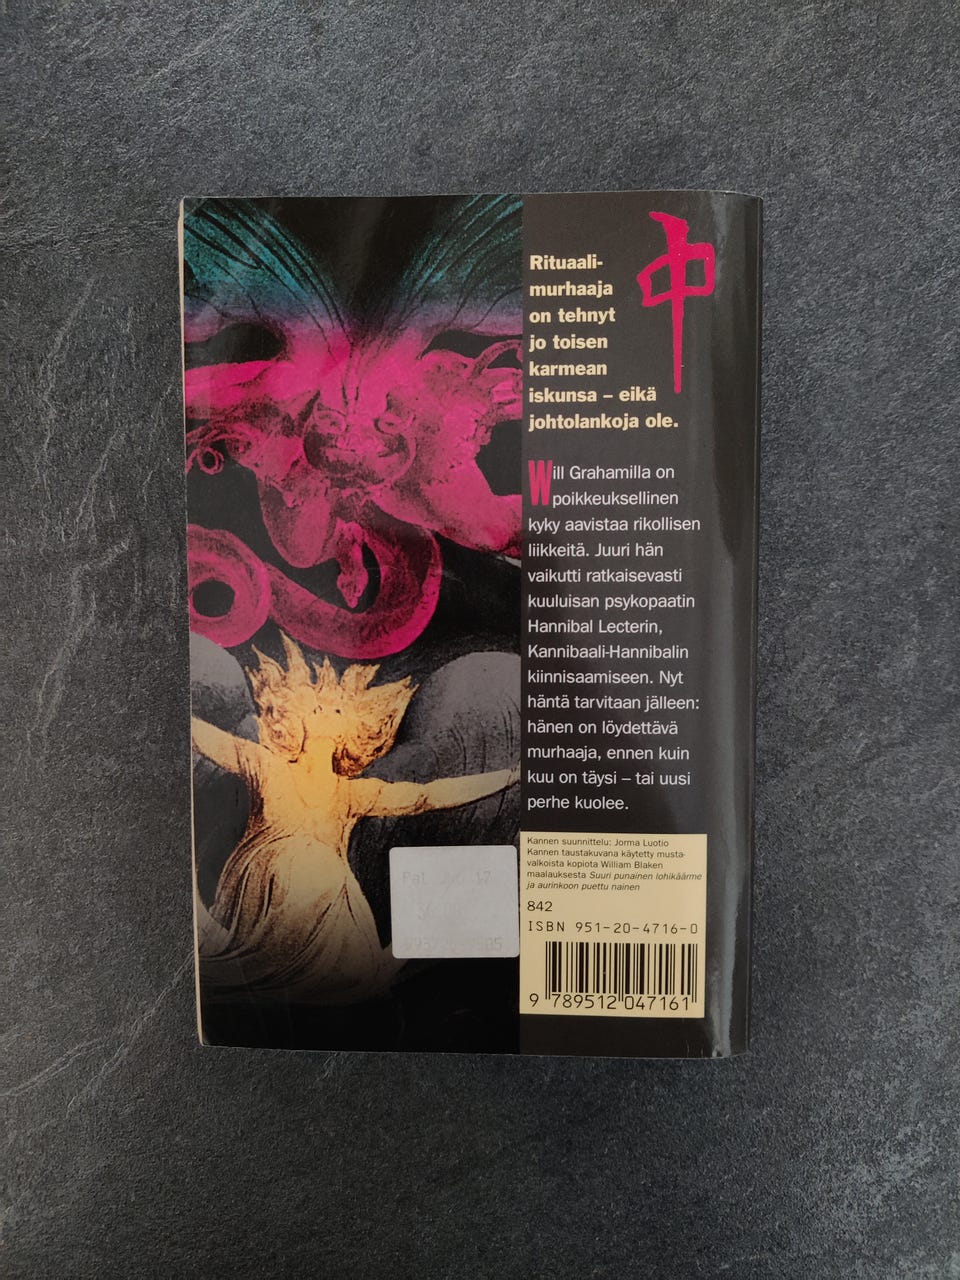 中
Rituaali-
murhaaja
on tehnyt
jo toisen
karmean
iskunsa – eikä
johtolankoja ole.
Will Grahamilla on
poikkeuksellinen
kyky aavistaa rikollisen
liikkeitä. Juuri hän
vaikutti ratkaisevasti
kuuluisan psykopaatin
Hannibal Lecterin,
Kannibaali-Hannibalin
kiinnisaamiseen. Nyt
häntä tarvitaan jälleen:
hänen on löydettävä
murhaaja, ennen kuin
kuu on täysi – tai uusi
perhe kuolee.
Kannen suunnittelu: Jorma Luotio
Kannen taustakuvana käytetty musta-
valkoista kopiota William Blaken
maalauksesta Suuri punainen lohikäärme
ja aurinkoon puettu nainen
842
ISBN 951-20-4716-0
9 789512 047161